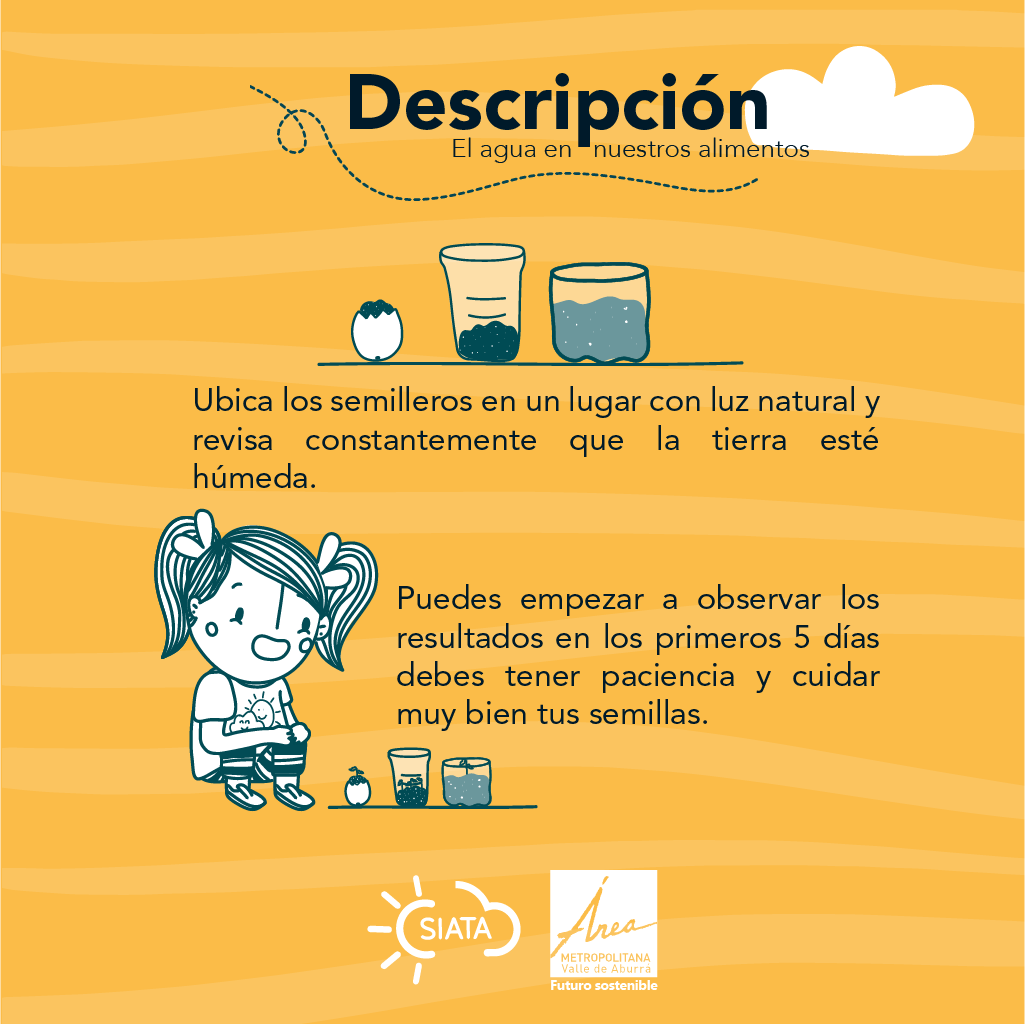 Descripción
El agua en nuestros alimentos
Ubica los semilleros en un lugar con luz natural y
revisa constantemente que la tierra esté
húmeda.
Puedes empezar a observar los
resultados en los primeros 5 días
debes tener paciencia y cuidar
muy bien tus semillas.
SIATA
Área
METROPOLITANA
Valle de Aburrá
Futuro sostenible